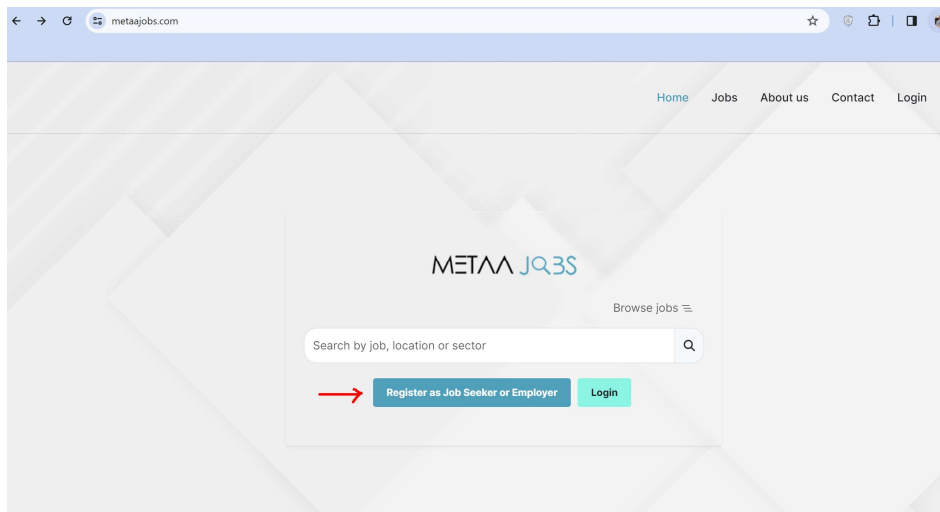 metaajobs.com
Home Jobs About us Contact Login
METAA JOBS
Browse jobs
Search by job, location or sector
Register as Job Seeker or Employer Login